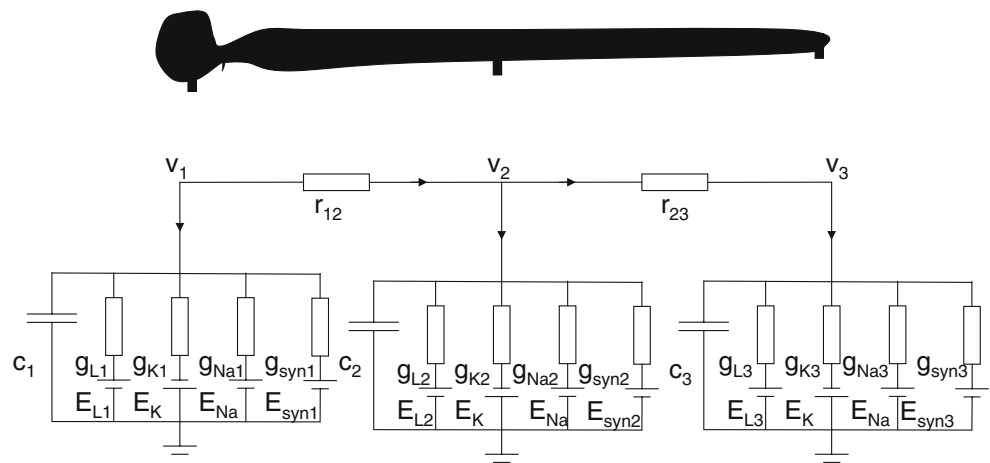 v1 v2 v3
r12 r23
c1 gL1 gK1 gNa1 gsyn1 c2 gL2 gK2 gNa2 gsyn2 c3 gL3 gK3 gNa3 gsyn3
EL1 EK ENa Esyn1 EL2 EK ENa Esyn2 EL3 EK ENa Esyn3